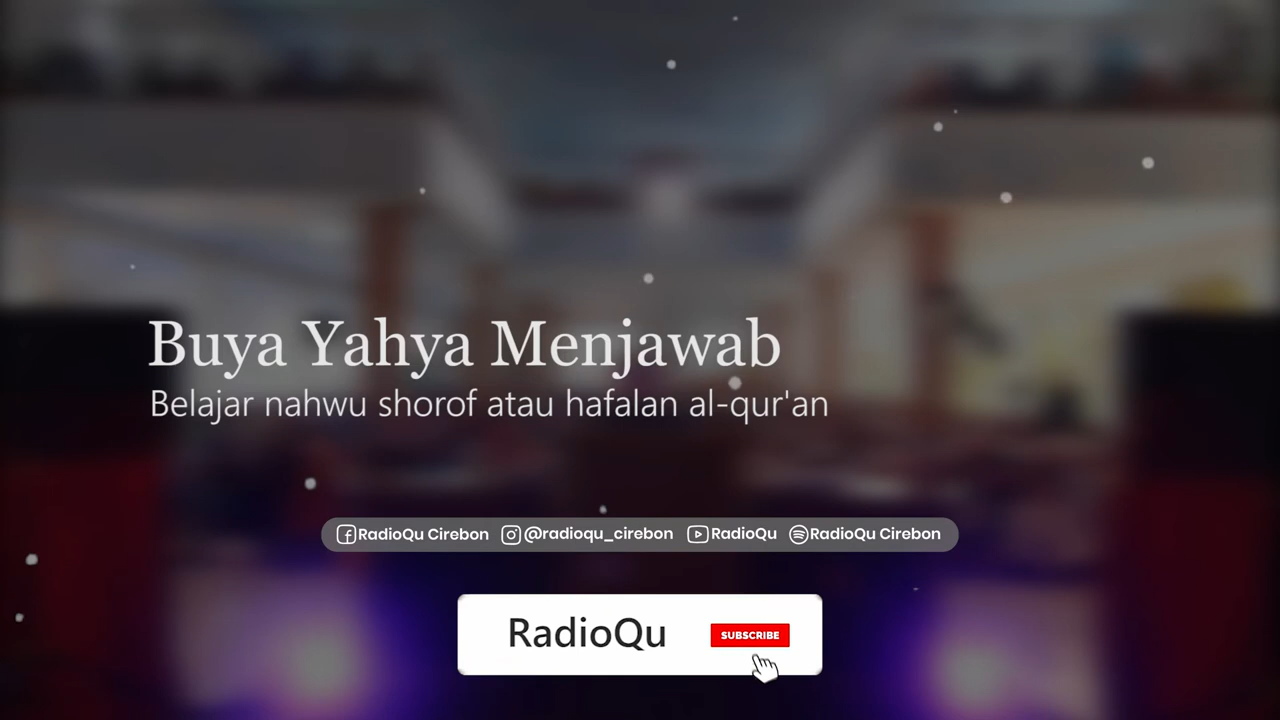 Buya Yahya Menjawab
Belajar nahwu shorof atau hafalan al-qur'an
RadioQu Cirebon @radioqu_cirebon RadioQu RadioQu Cirebon
RadioQu SUBSCRIBE